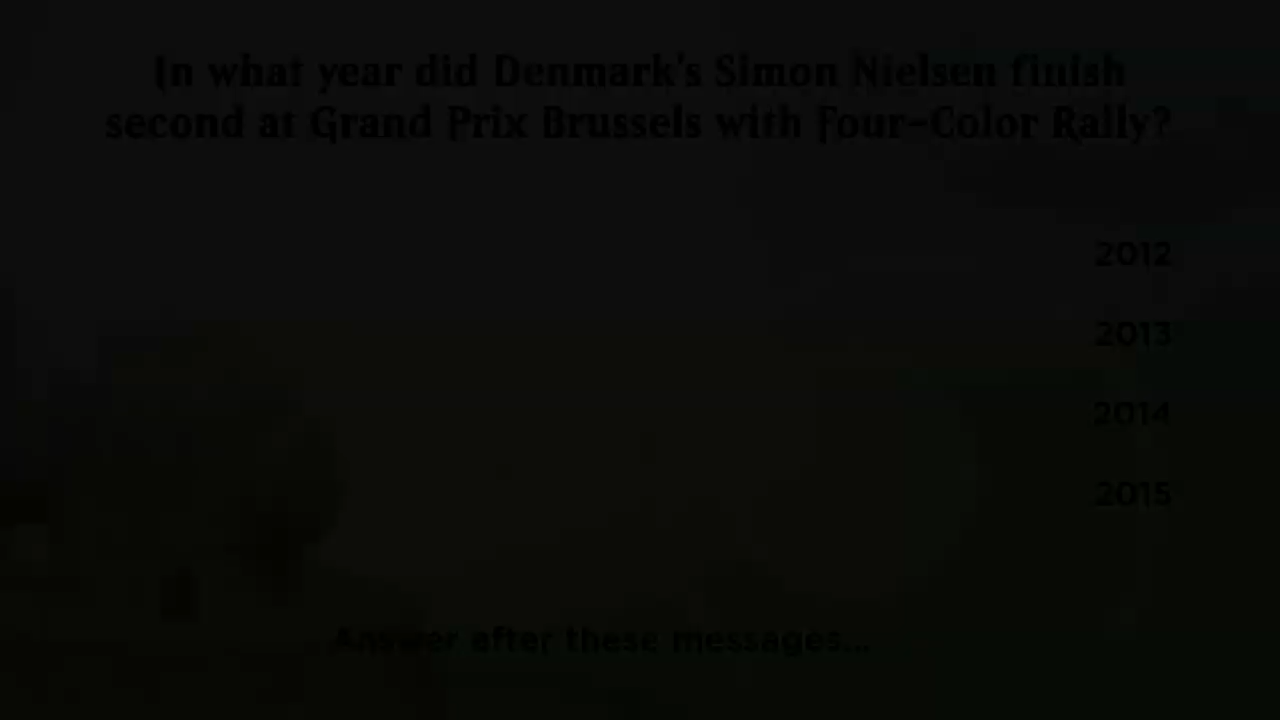 In what year did Denmark's Simon Nielsen finish
second at Grand Prix Brussels with Four-Color Rally?
2012
2013
2014
2015
Answer after these messages...